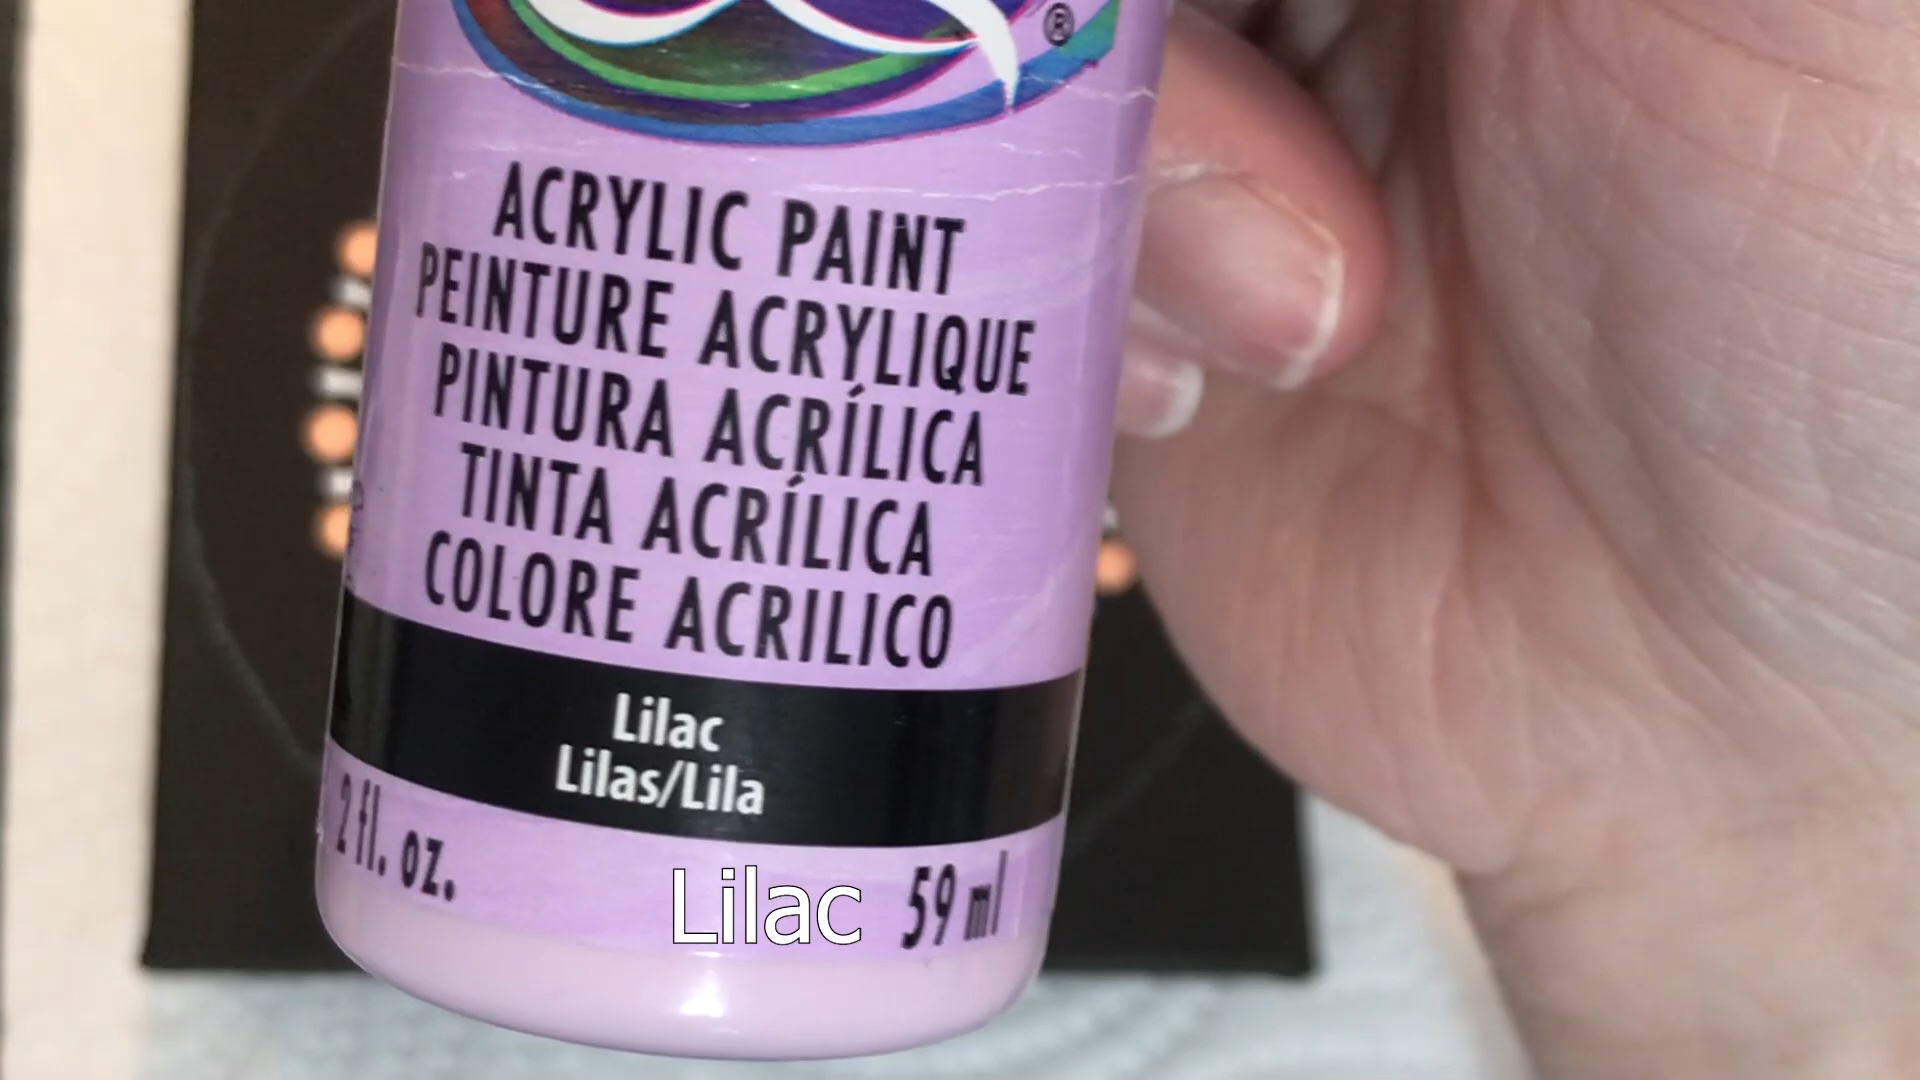 ®
ACRYLIC PAINT
PEINTURE ACRYLIQUE
PINTURA ACRÍLICA
TINTA ACRÍLICA
COLORE ACRILICO
Lilac
Lilas/Lila
2 fl. oz.
59 ml
Lilac